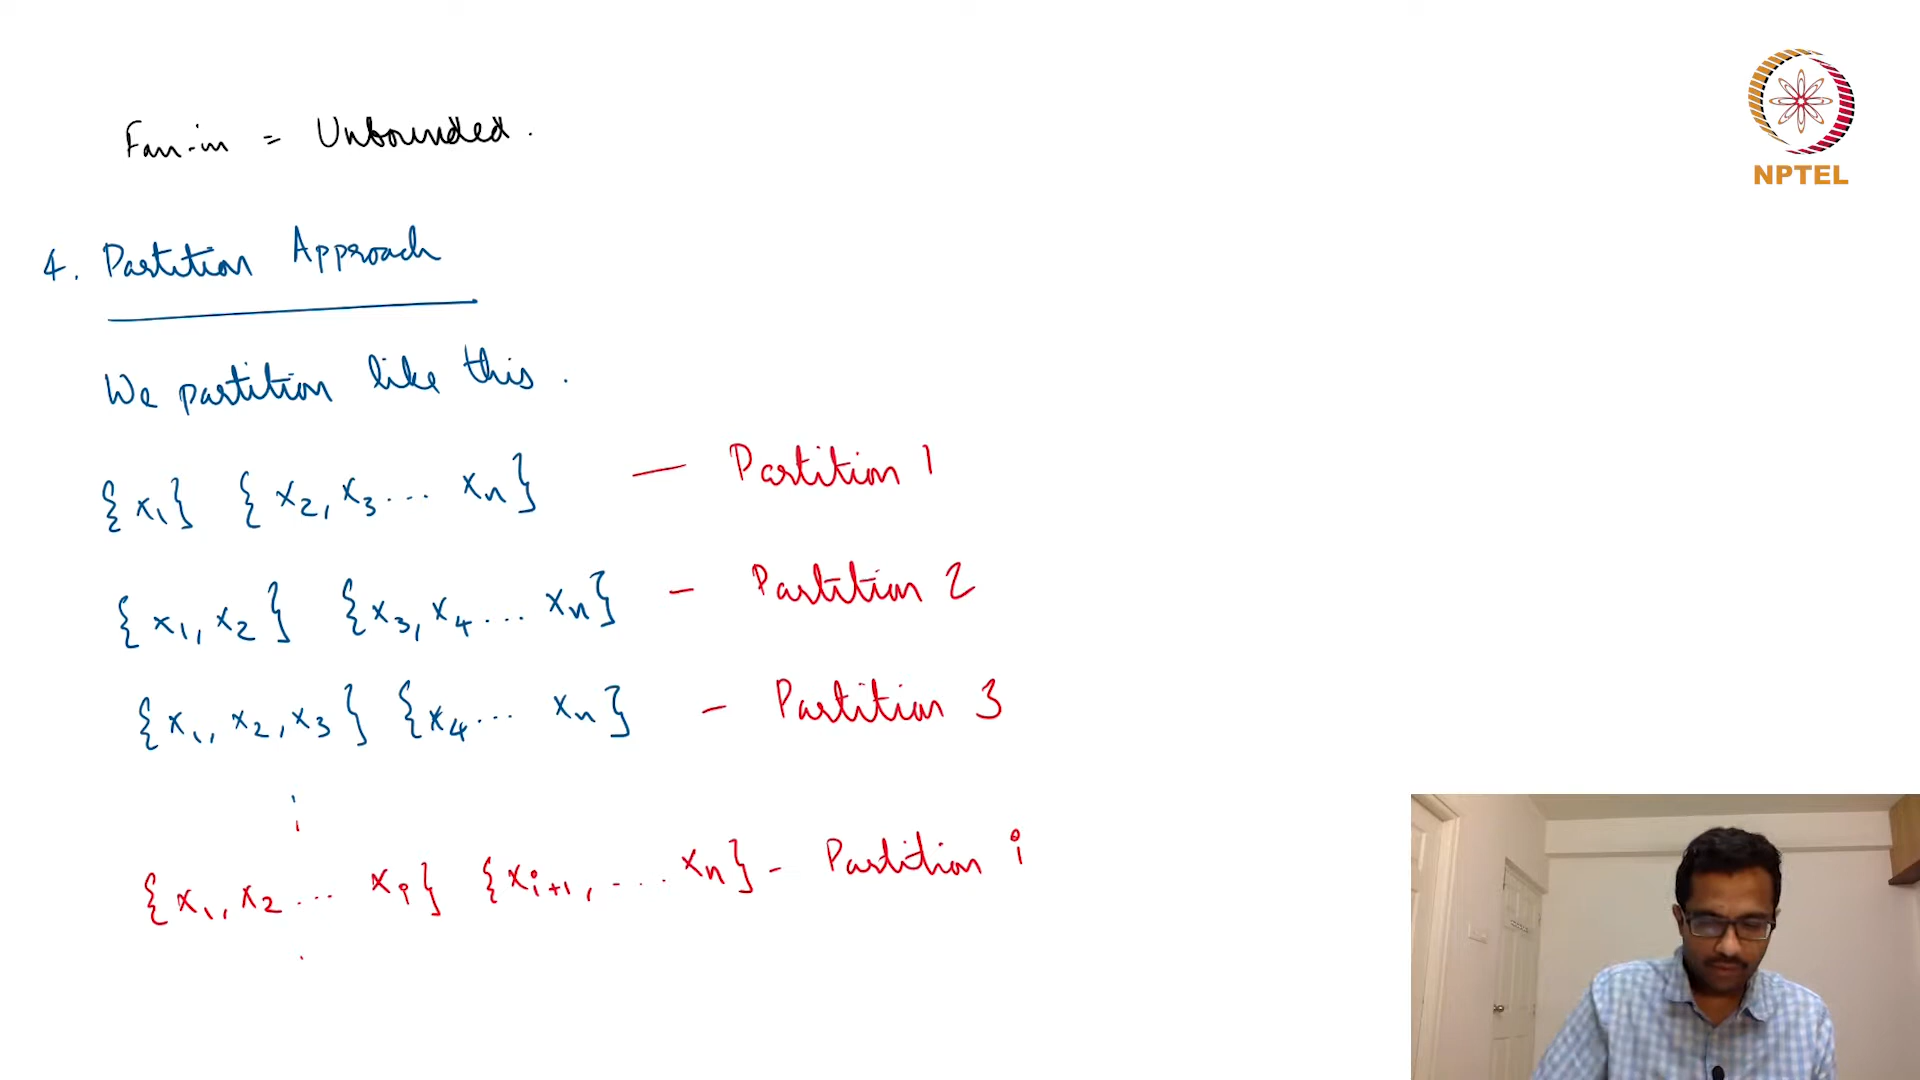 Fan-in = Unbounded.
NPTEL
4. Partition Approach
We partition like this.
{x₁} {x₂, x₃... xₙ} — Partition 1
{x₁, x₂} {x₃, x₄... xₙ} - Partition 2
{x₁, x₂, x₃} {x₄... xₙ} - Partition 3
{x₁, x₂... xᵢ} {xᵢ₊₁, .... xₙ} - Partition i